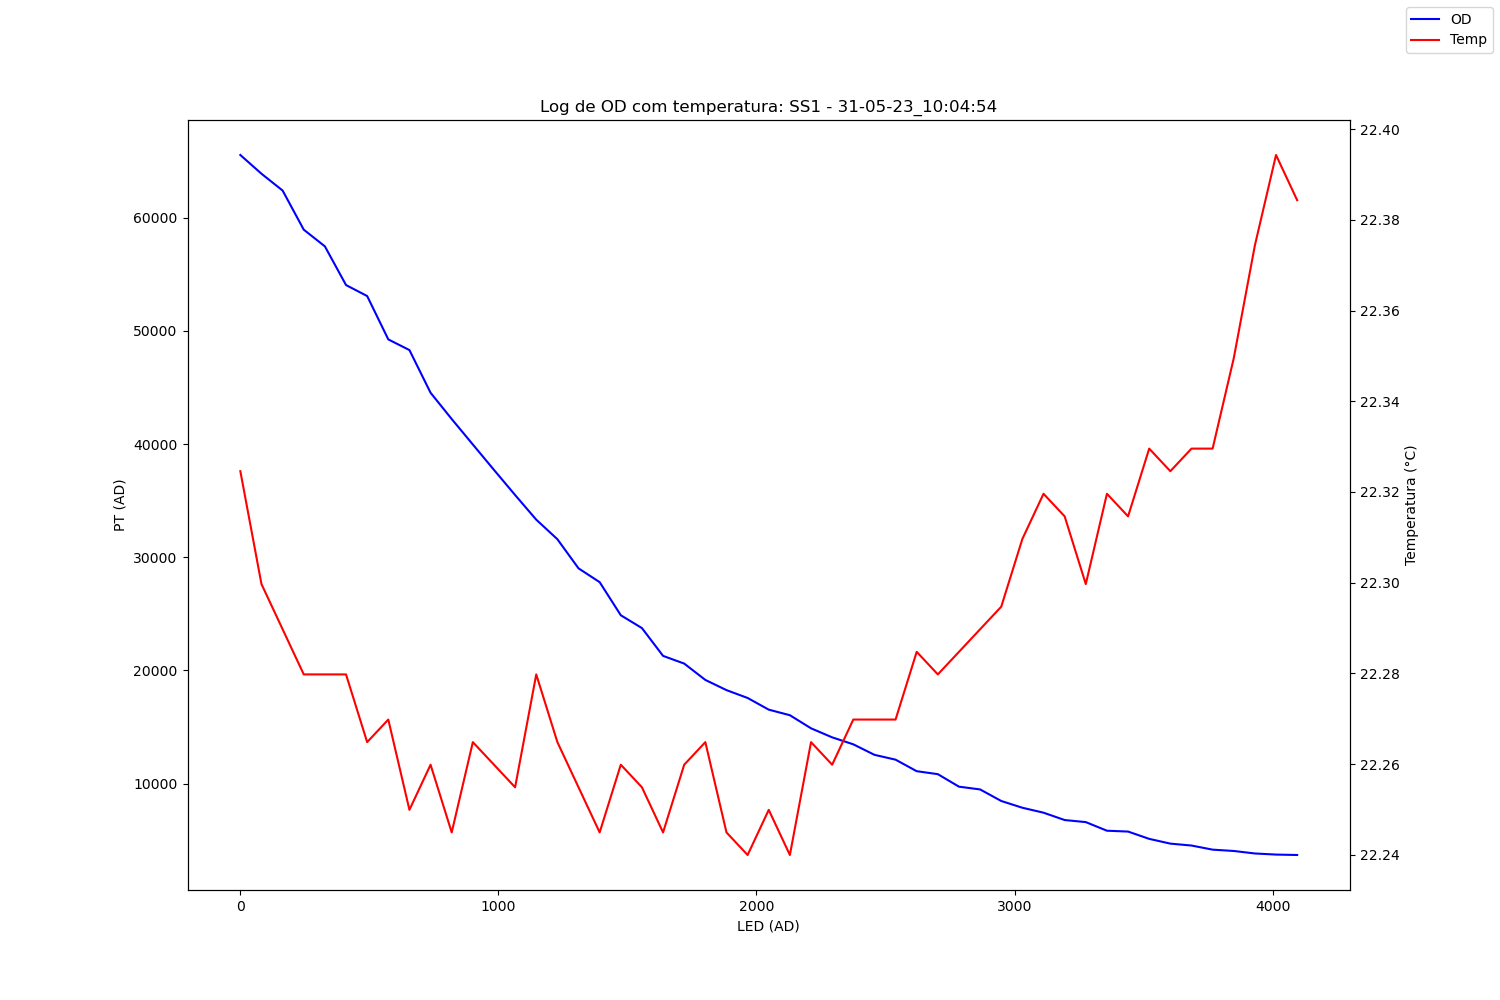 OD
Temp
Log de OD com temperatura: SS1 - 31-05-23_10:04:54
60000
50000
40000
30000
20000
10000
PT (AD)
22.40
22.38
22.36
22.34
22.32
22.30
22.28
22.26
22.24
Temperatura (°C)
0 1000 2000 3000 4000
LED (AD)